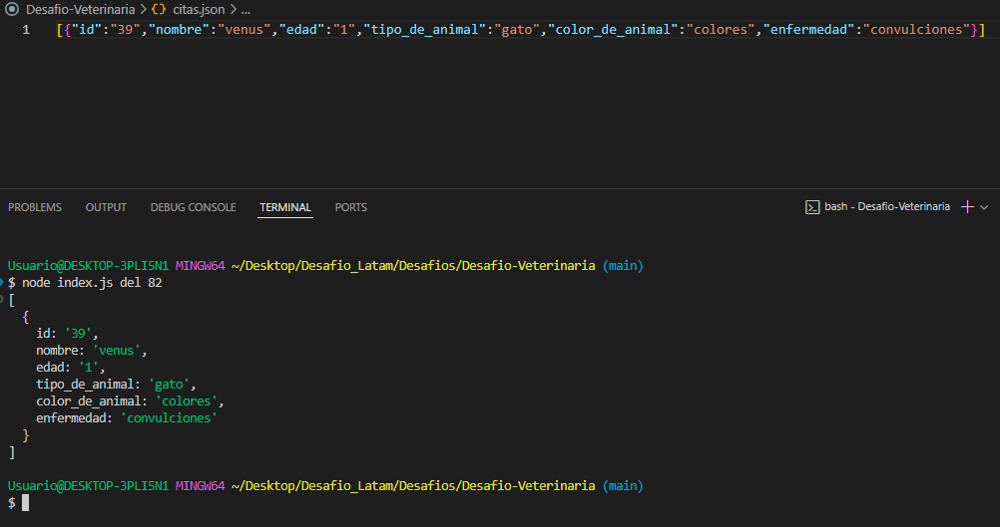 Desafio-Veterinaria > {} citas.json > ...
1 [{"id":"39","nombre":"venus","edad":"1","tipo_de_animal":"gato","color_de_animal":"colores","enfermedad":"convulciones"}]
PROBLEMS OUTPUT DEBUG CONSOLE TERMINAL PORTS bash - Desafio-Veterinaria
Usuario@DESKTOP-3PLI5N1 MINGW64 ~/Desktop/Desafio_Latam/Desafios/Desafio-Veterinaria (main)
$ node index.js del 82
[
  {
    id: '39',
    nombre: 'venus',
    edad: '1',
    tipo_de_animal: 'gato',
    color_de_animal: 'colores',
    enfermedad: 'convulciones'
  }
]
Usuario@DESKTOP-3PLI5N1 MINGW64 ~/Desktop/Desafio_Latam/Desafios/Desafio-Veterinaria (main)
$